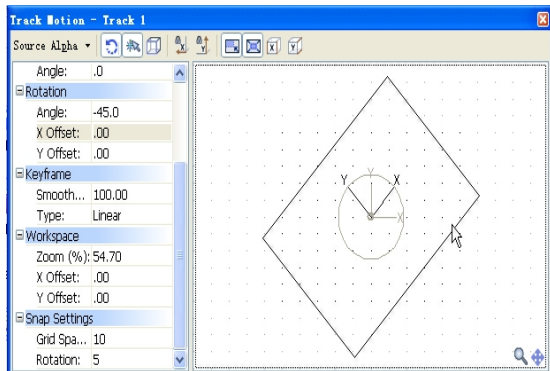 Track Motion - Track 1
Source Alpha
Angle: .0
Rotation
Angle: -45.0
X Offset: .00
Y Offset: .00
Keyframe
Smooth... 100.00
Type: Linear
Workspace
Zoom (%): 54.70
X Offset: .00
Y Offset: .00
Snap Settings
Grid Spa... 10
Rotation: 5
Y
Y
X
X